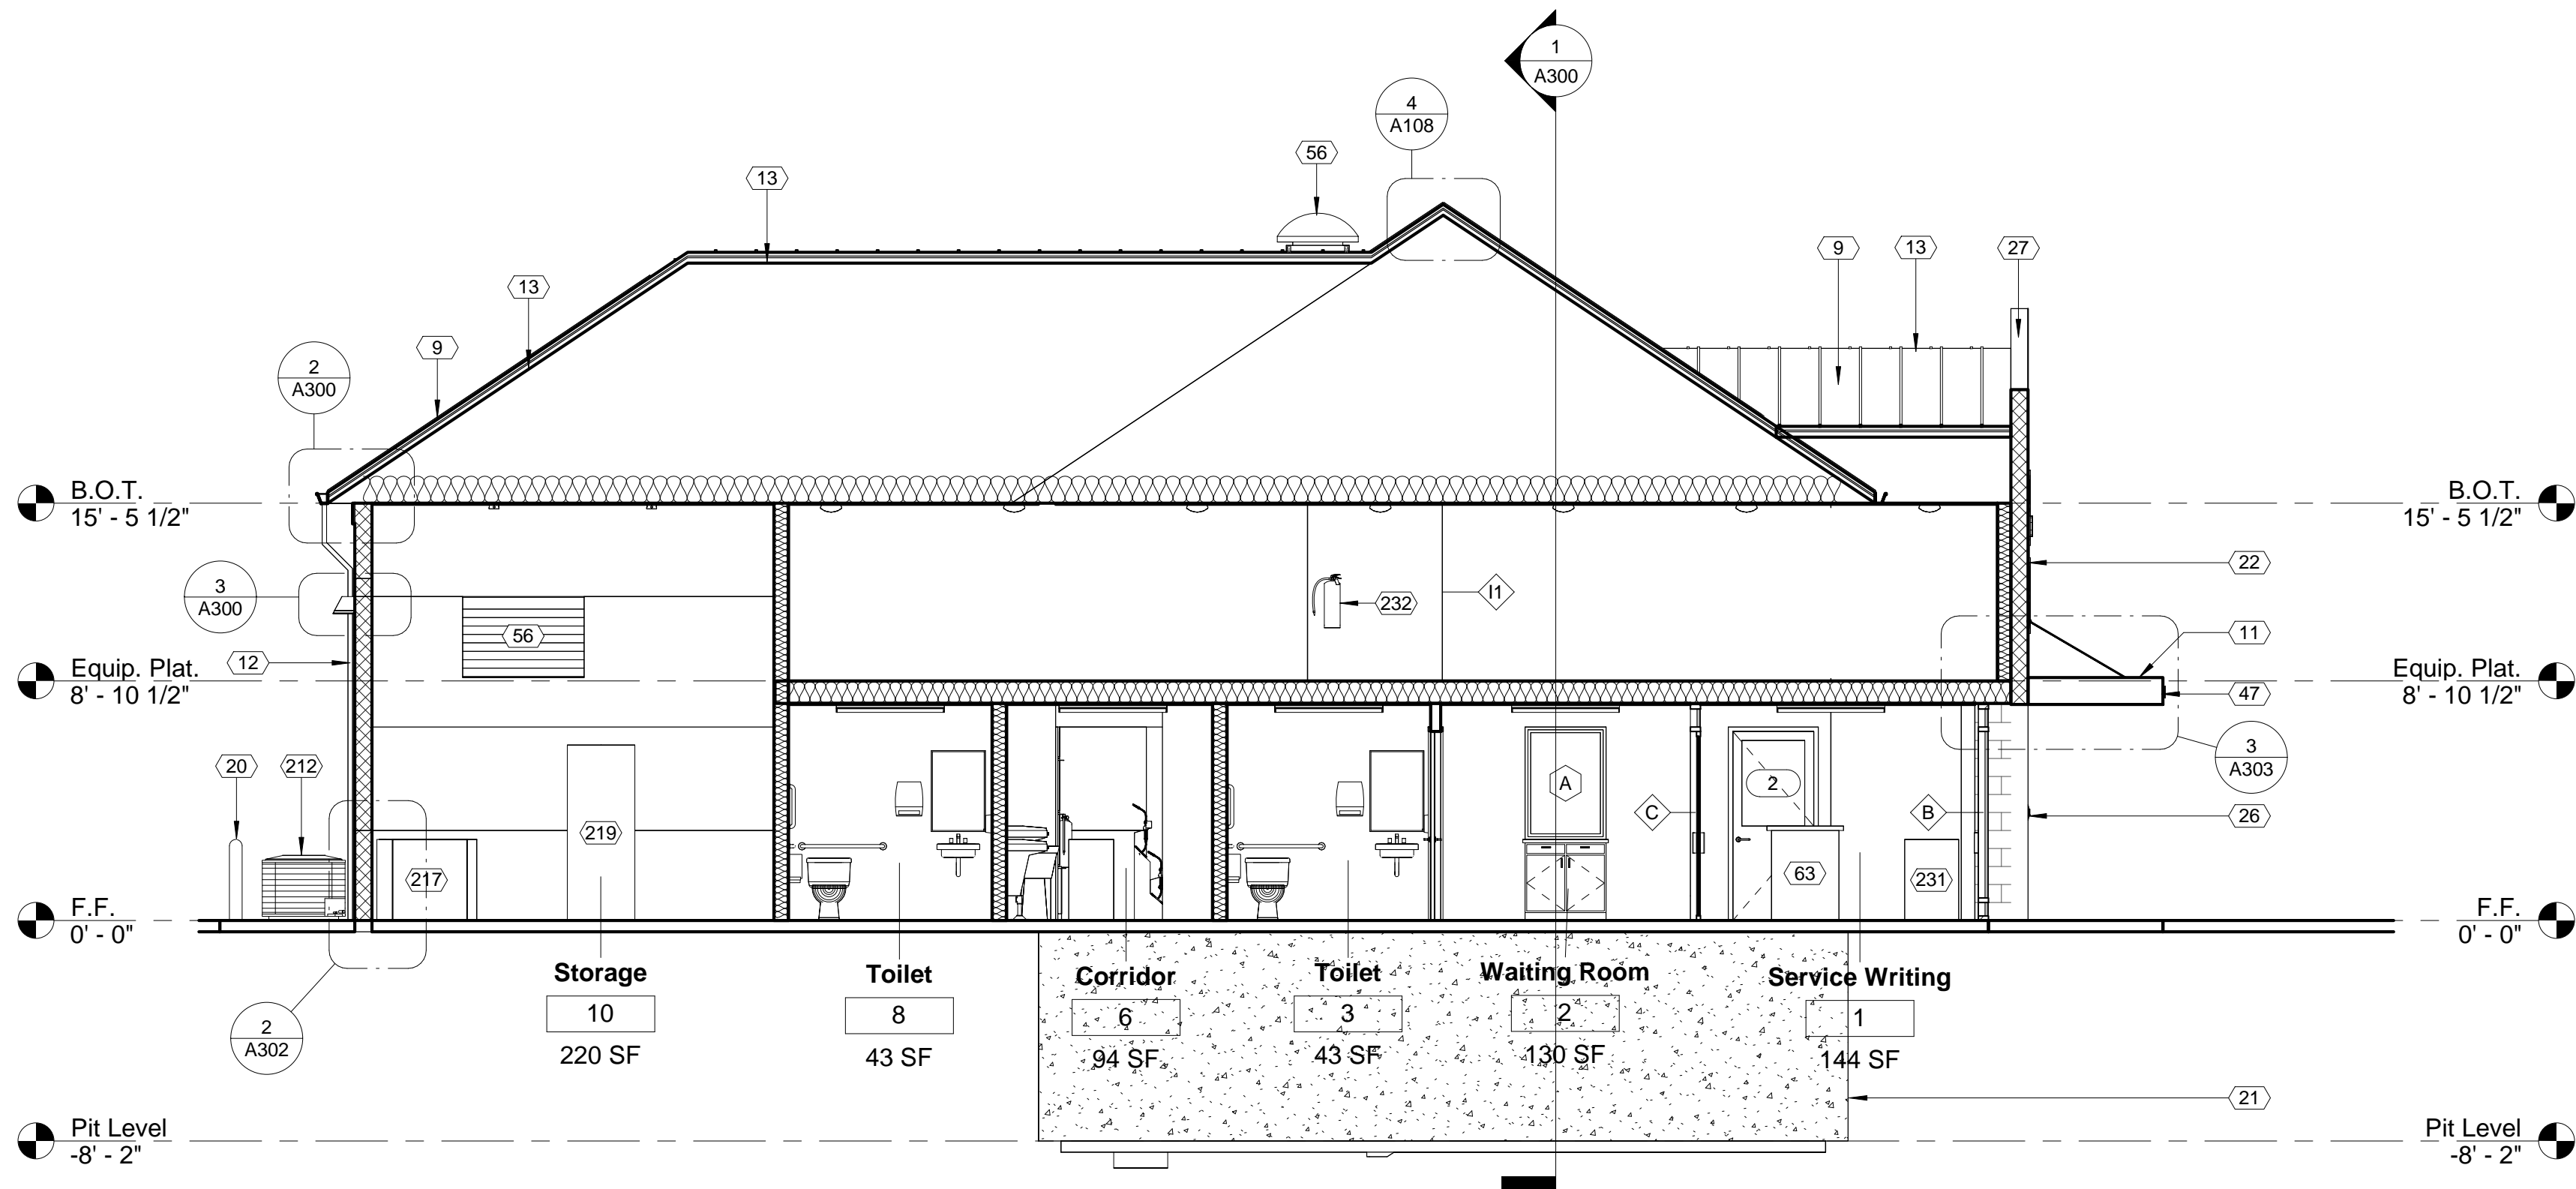 1
A300
4
A108
56
13
9
13
27
13
9
2
A300
B.O.T.
15' - 5 1/2"
B.O.T.
15' - 5 1/2"
22
3
A300
232
I1
56
11
12
Equip. Plat.
8' - 10 1/2"
Equip. Plat.
8' - 10 1/2"
47
3
A303
20
212
A
2
C
B
26
219
217
63
231
F.F.
0' - 0"
F.F.
0' - 0"
Storage
10
220 SF
Toilet
8
43 SF
Corridor
6
94 SF
Toilet
3
43 SF
Waiting Room
2
130 SF
Service Writing
1
144 SF
2
A302
21
Pit Level
-8' - 2"
Pit Level
-8' - 2"